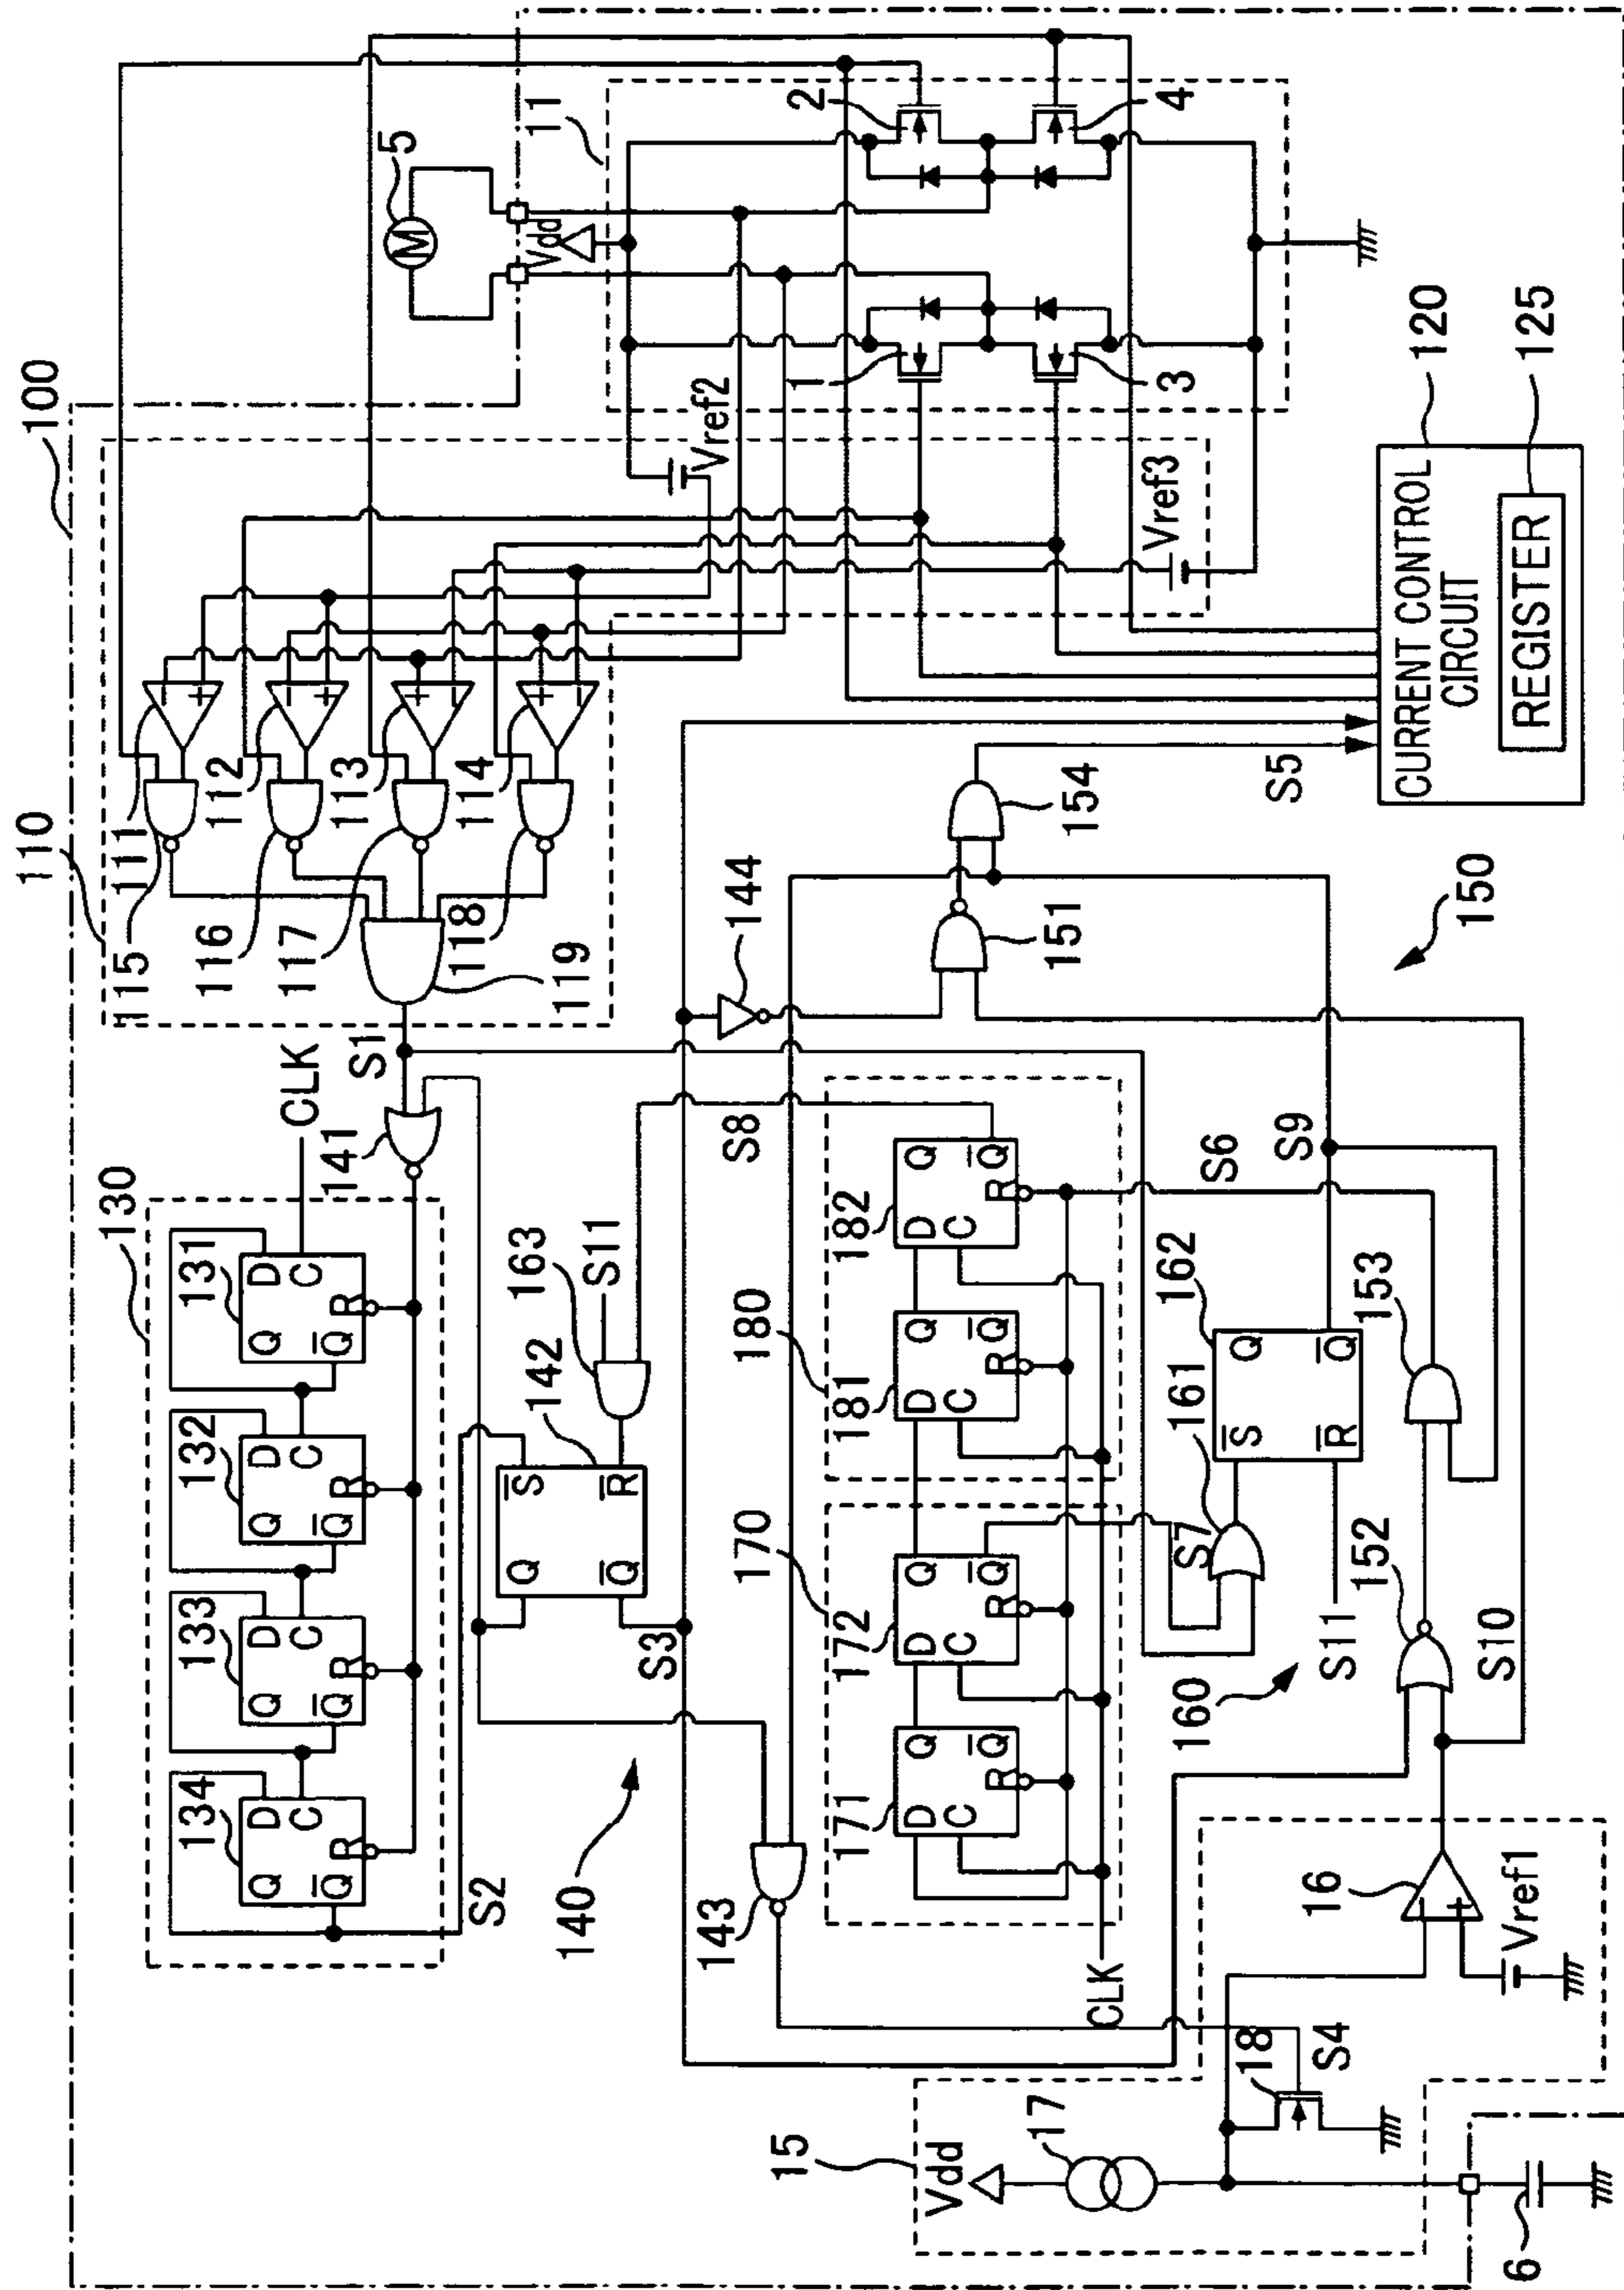 100
110
5
M
11
Vdd
2
4
1
3
Vref2
Vref3
111
112
113
114
115
116
117
118
119
+
−
+
−
+
−
+
−
S1
CLK
141
130
131
D
C
R
Q
Q̅
132
D
C
R
Q
Q̅
133
D
C
R
Q
Q̅
134
D
C
R
Q
Q̅
S2
163
S11
142
S̅
R̅
Q
Q̅
S3
140
143
144
151
154
S5
CURRENT CONTROL
CIRCUIT
REGISTER
120
125
150
S8
180
182
D
C
R
Q
Q̅
181
D
C
R
Q
Q̅
170
172
D
C
R
Q
Q̅
171
D
C
R
Q
Q̅
CLK
S6
S9
162
S̅
R̅
Q
Q̅
161
S7
153
152
160
S11
S10
16
−
+
Vref1
15
Vdd
17
18
S4
6